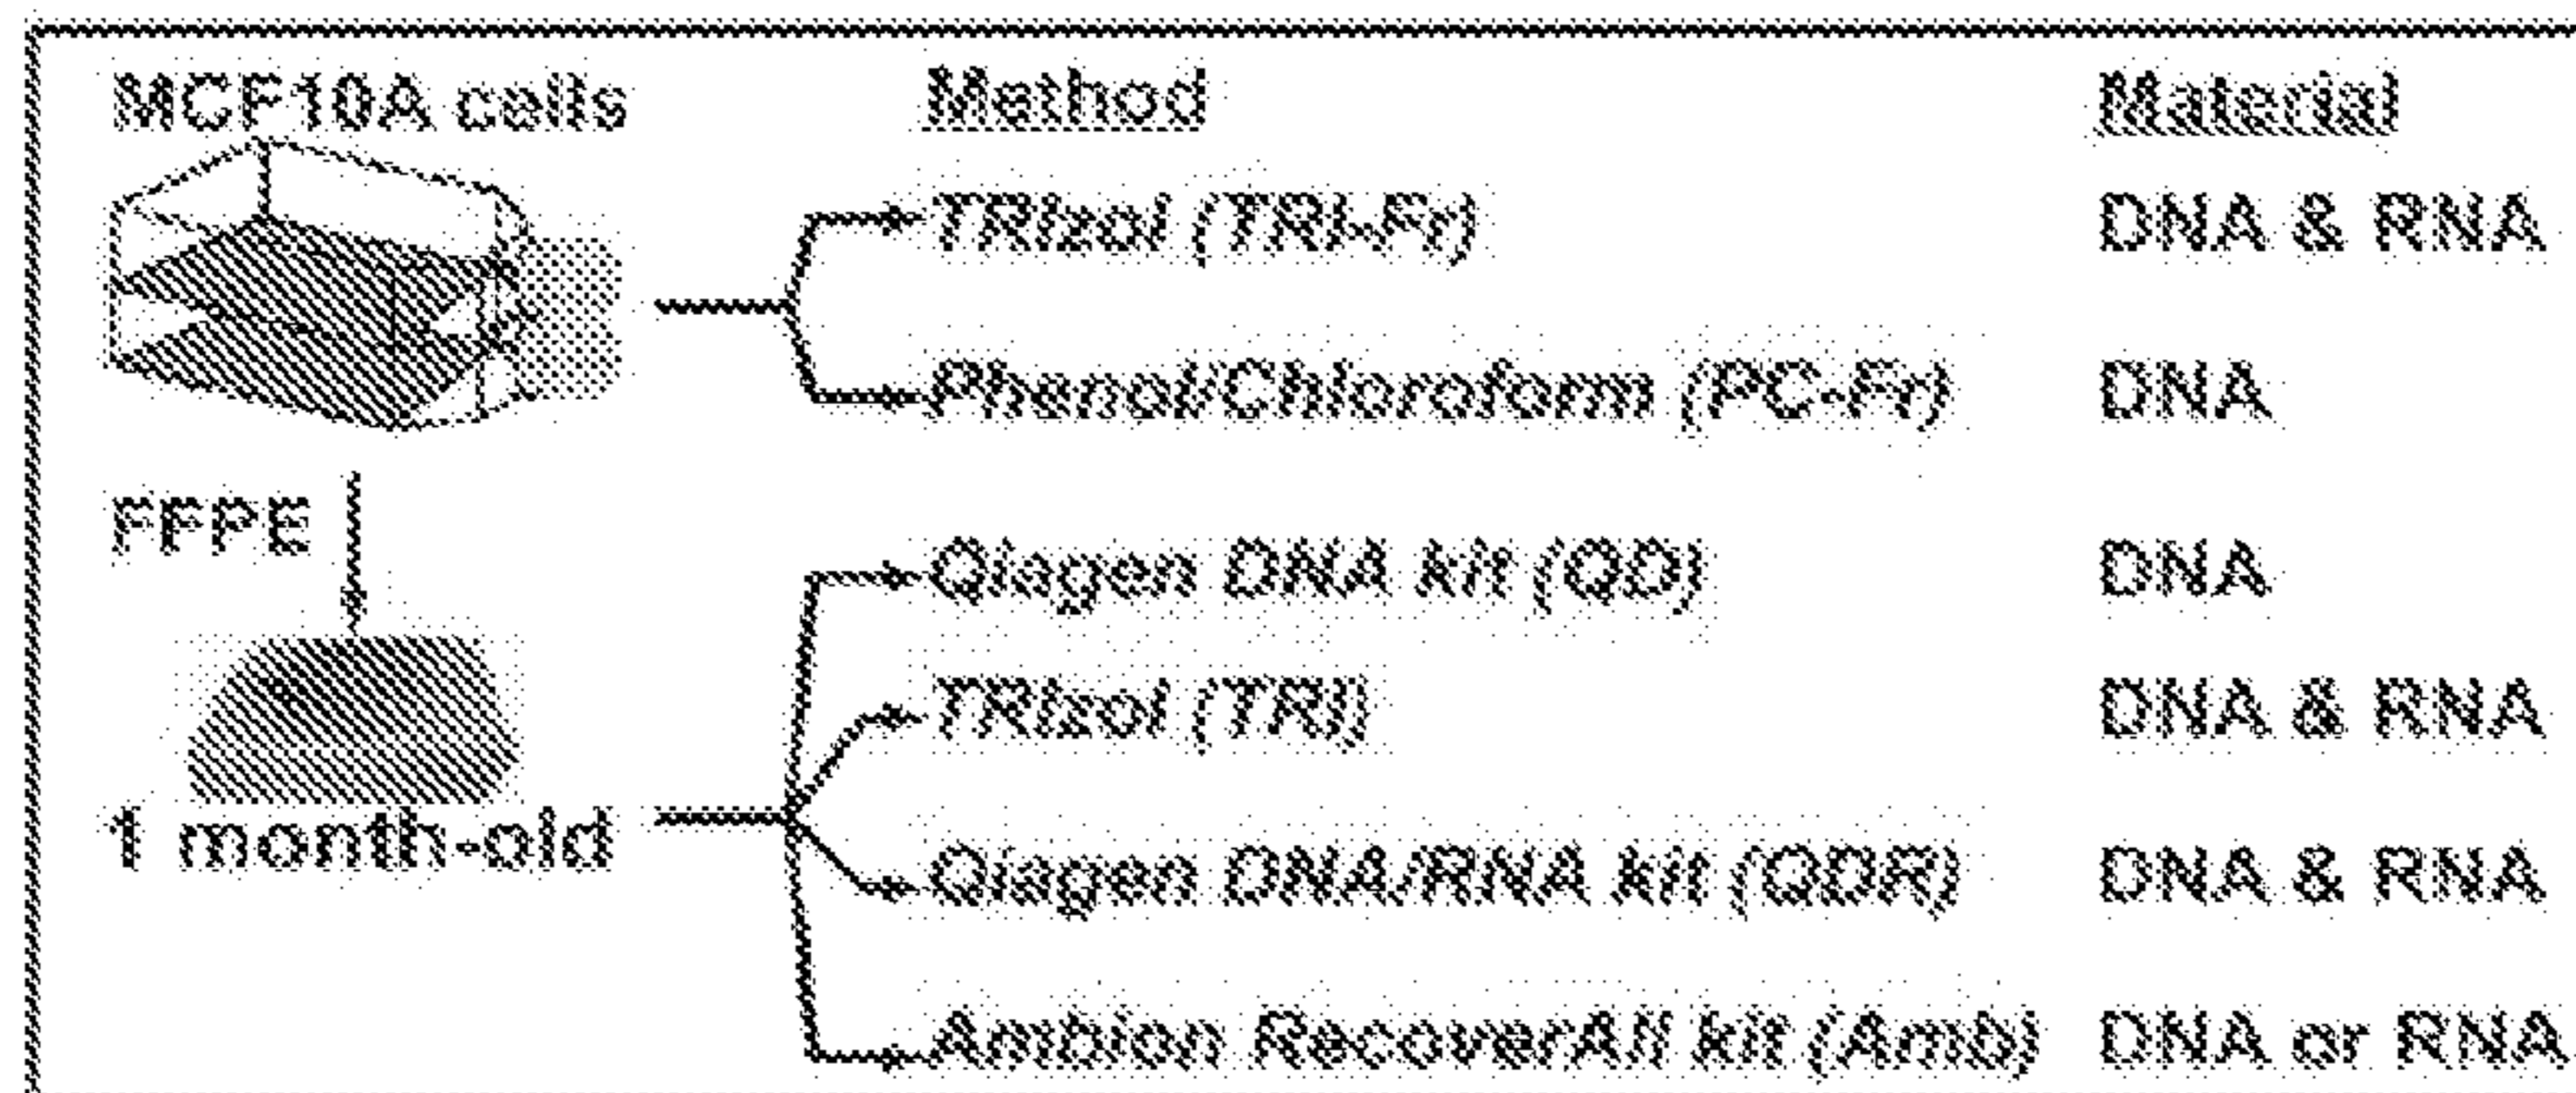 MCF10A cells Method Material
TRIzol (TRI-Fr) DNA & RNA
Phenol/Chloroform (PC-Fr) DNA
FFPE
Qiagen DNA kit (QD) DNA
TRIzol (TRI) DNA & RNA
1 month-old
Qiagen DNA/RNA kit (QDR) DNA & RNA
Ambion RecoverAll kit (Amb) DNA or RNA